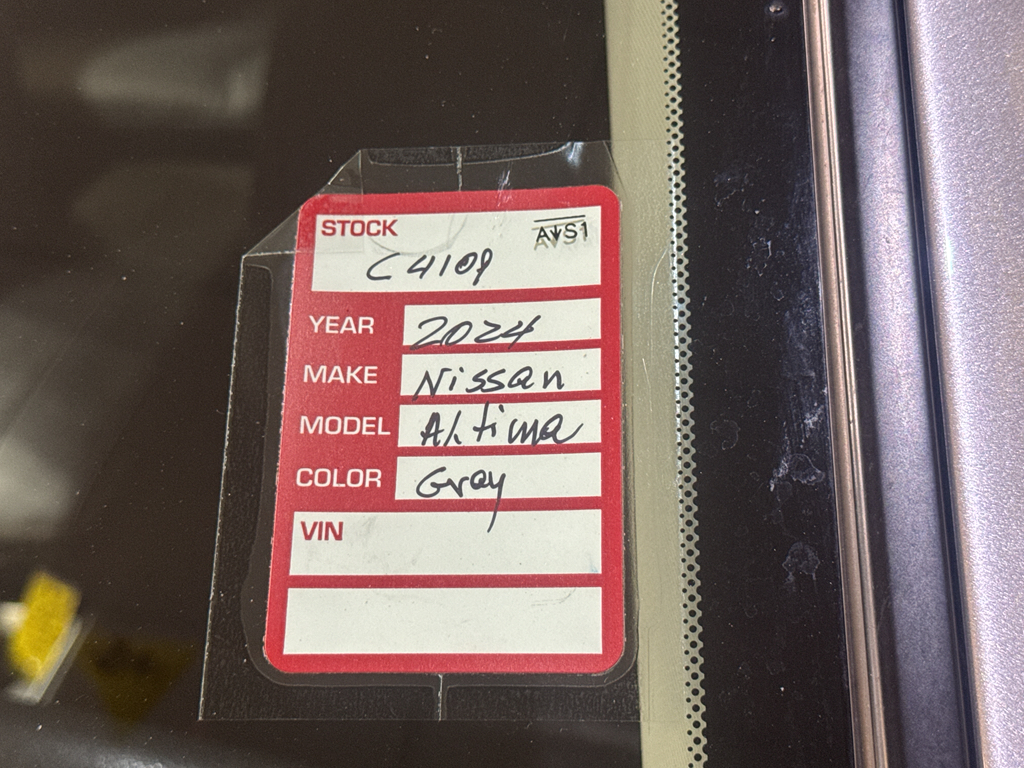 STOCK
AVS1
C4109
YEAR 2024
MAKE Nissan
MODEL Altima
COLOR Gray
VIN